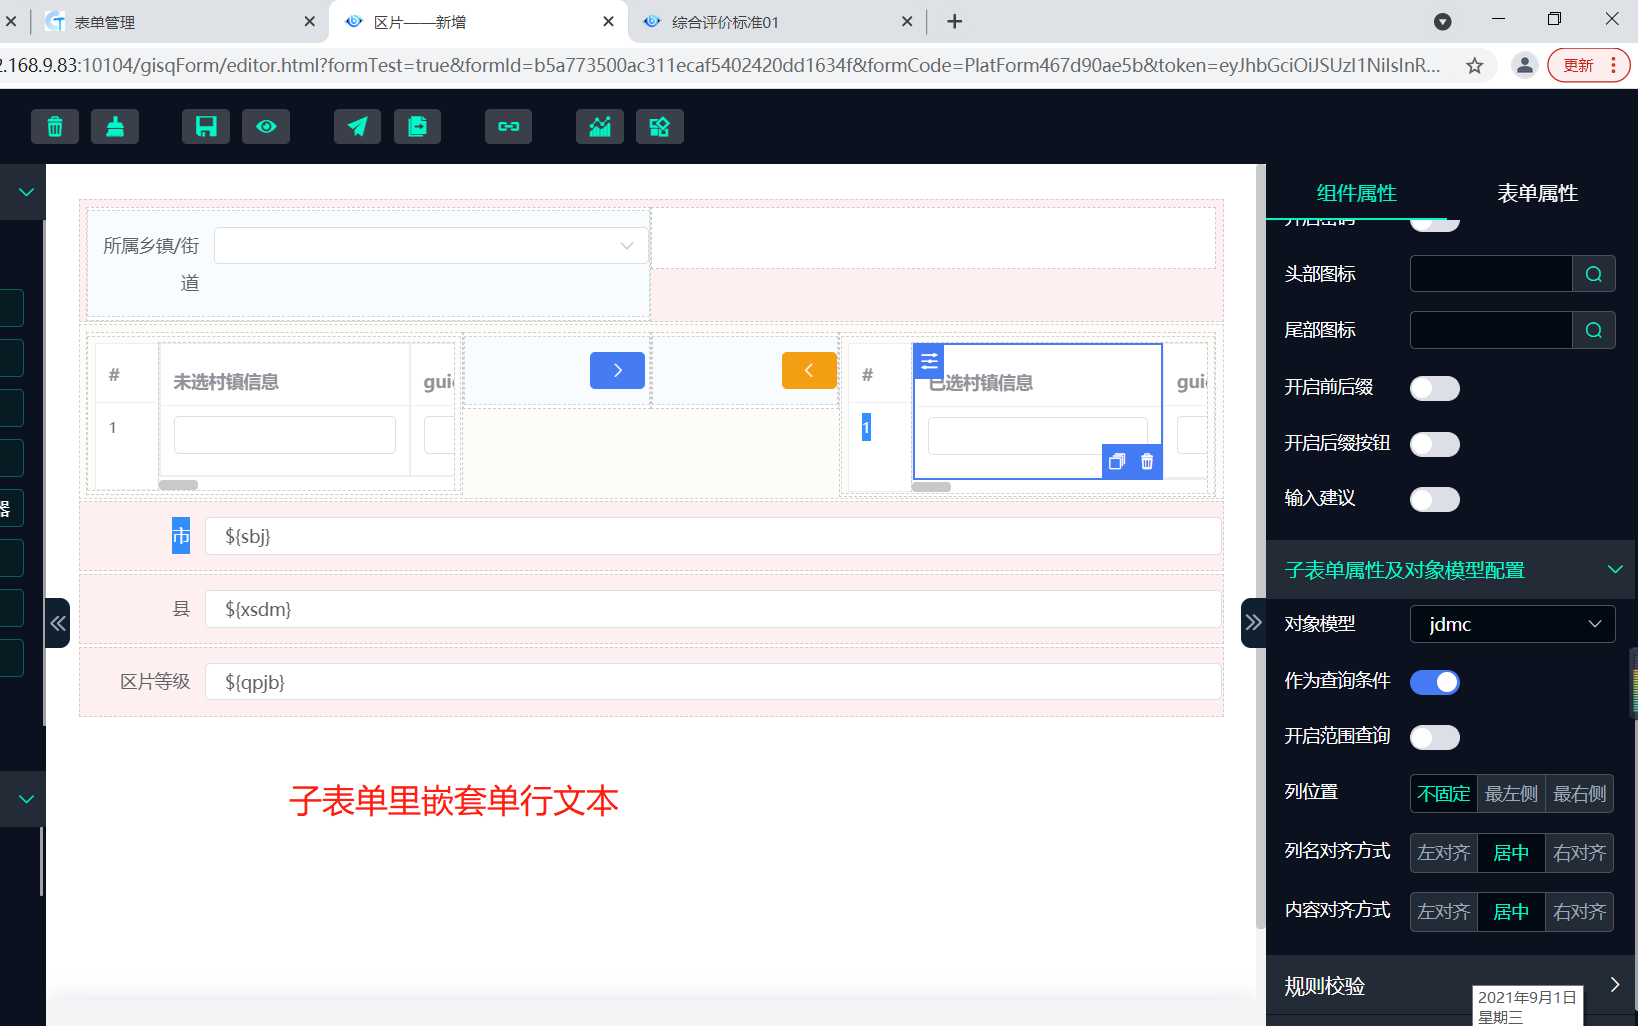 表单管理
区片——新增
综合评价标准01
2.168.9.83:10104/gisqForm/editor.html?formTest=true&formId=b5a773500ac311ecaf5402420dd1634f&formCode=PlatForm467d90ae5b&token=eyJhbGciOiJSUzI1NiIsInR...
更新
组件属性
表单属性
头部图标
尾部图标
开启前后缀
开启后缀按钮
输入建议
子表单属性及对象模型配置
对象模型
jdmc
作为查询条件
开启范围查询
列位置
不固定 最左侧 最右侧
列名对齐方式
左对齐 居中 右对齐
内容对齐方式
左对齐 居中 右对齐
规则校验
2021年9月1日
星期三
所属乡镇/街
道
# 未选村镇信息 gui
1
# 已选村镇信息 gui
1
器
市 ${sbj}
县 ${xsdm}
区片等级 ${qpjb}
子表单里嵌套单行文本